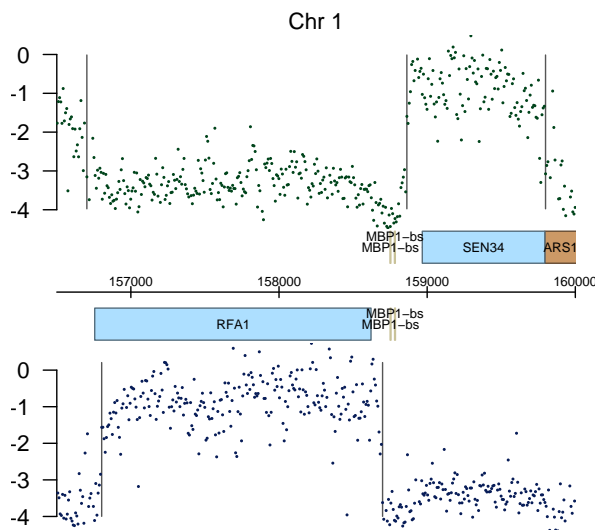 Chr 1
0
-1
-2
-3
-4
MBP1-bs
MBP1-bs
SEN34
ARS1
157000
158000
159000
160000
MBP1-bs
MBP1-bs
RFA1
0
-1
-2
-3
-4